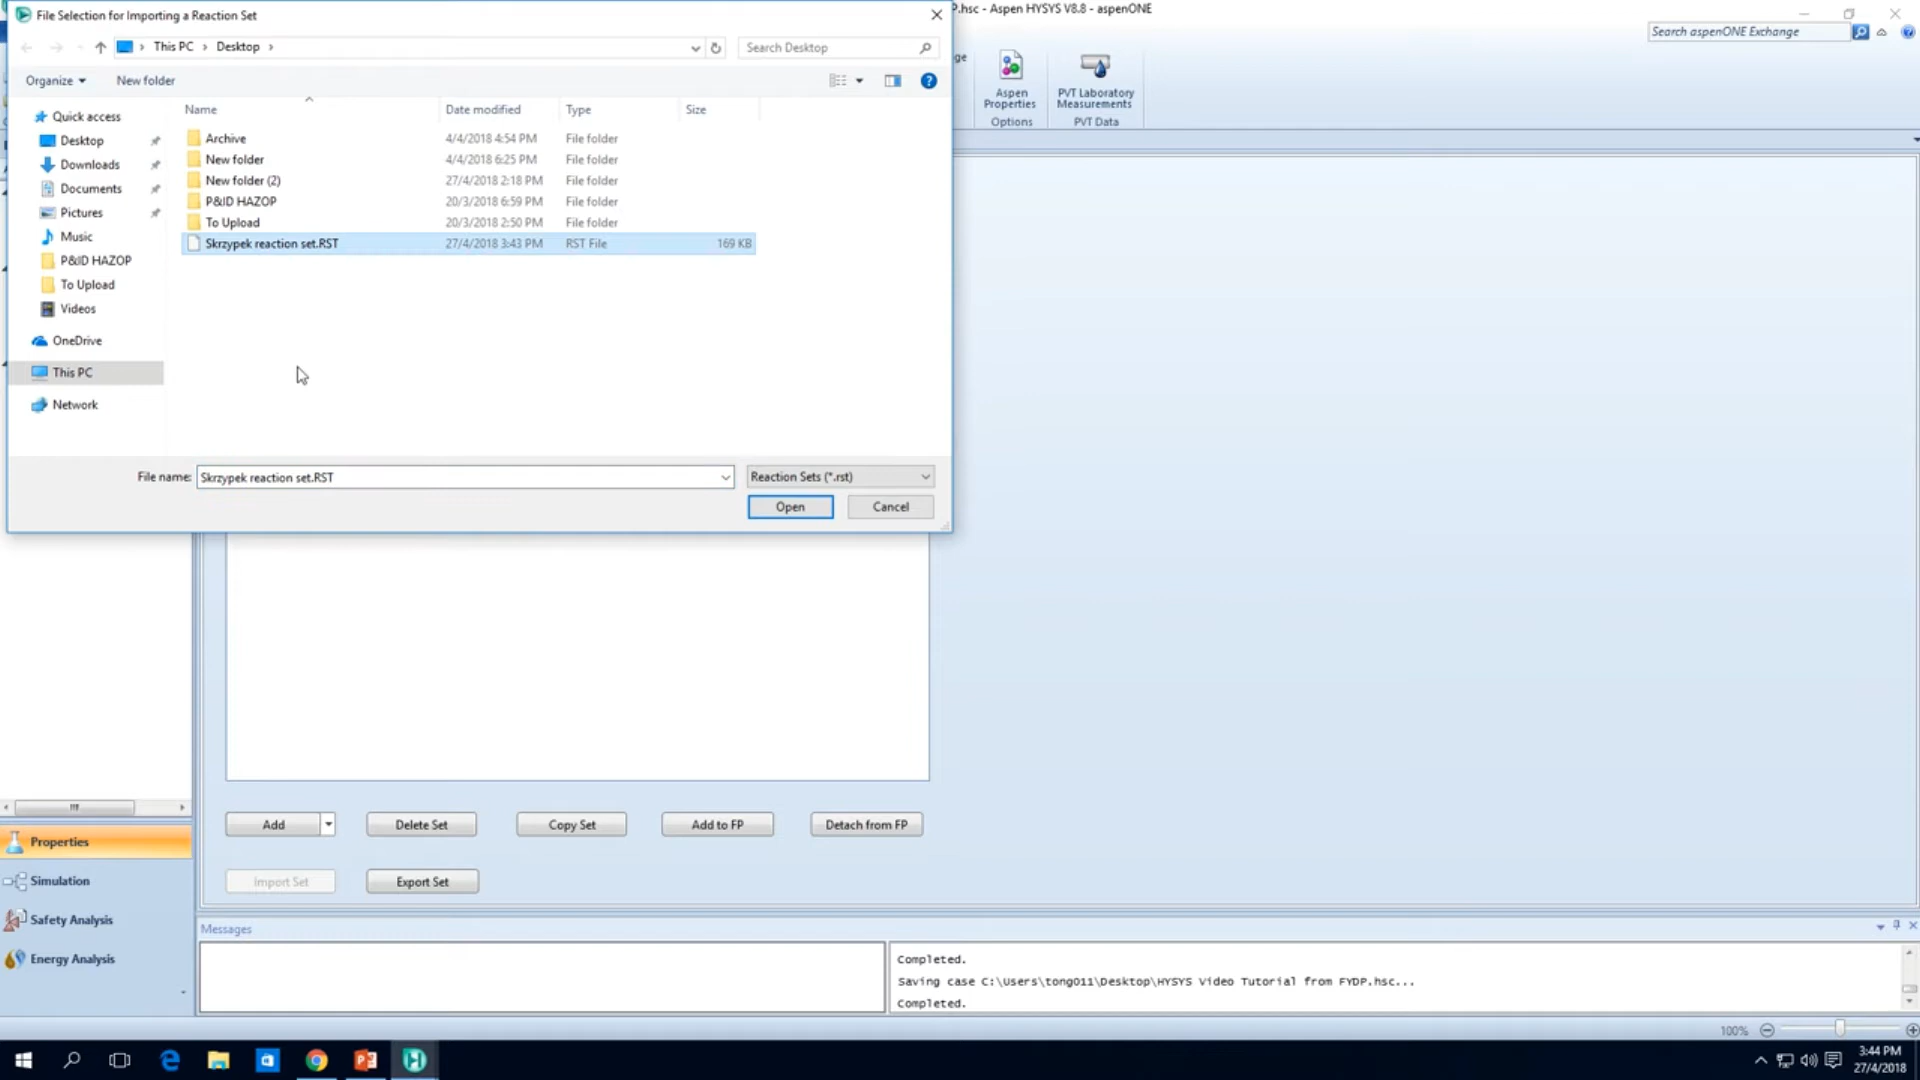 File Selection for Importing a Reaction Set
P.hsc - Aspen HYSYS V8.8 - aspenONE
Search aspenONE Exchange
This PC > Desktop >
Search Desktop
ge
Aspen Properties
Options
PVT Laboratory Measurements
PVT Data
Organize
New folder
Name
Date modified
Type
Size
Quick access
Desktop
Downloads
Documents
Pictures
Music
P&ID HAZOP
To Upload
Videos
OneDrive
This PC
Network
Archive 4/4/2018 4:54 PM File folder
New folder 4/4/2018 6:25 PM File folder
New folder (2) 27/4/2018 2:18 PM File folder
P&ID HAZOP 20/3/2018 6:59 PM File folder
To Upload 20/3/2018 2:50 PM File folder
Skrzypek reaction set.RST 27/4/2018 3:43 PM RST File 169 KB
File name: Skrzypek reaction set.RST
Reaction Sets (*.rst)
Open
Cancel
Add
Delete Set
Copy Set
Add to FP
Detach from FP
Import Set
Export Set
Properties
Simulation
Safety Analysis
Energy Analysis
Messages
Completed.
Saving case C:\Users\tong011\Desktop\HYSYS Video Tutorial from FYDP.hsc...
Completed.
100%
3:44 PM
27/4/2018